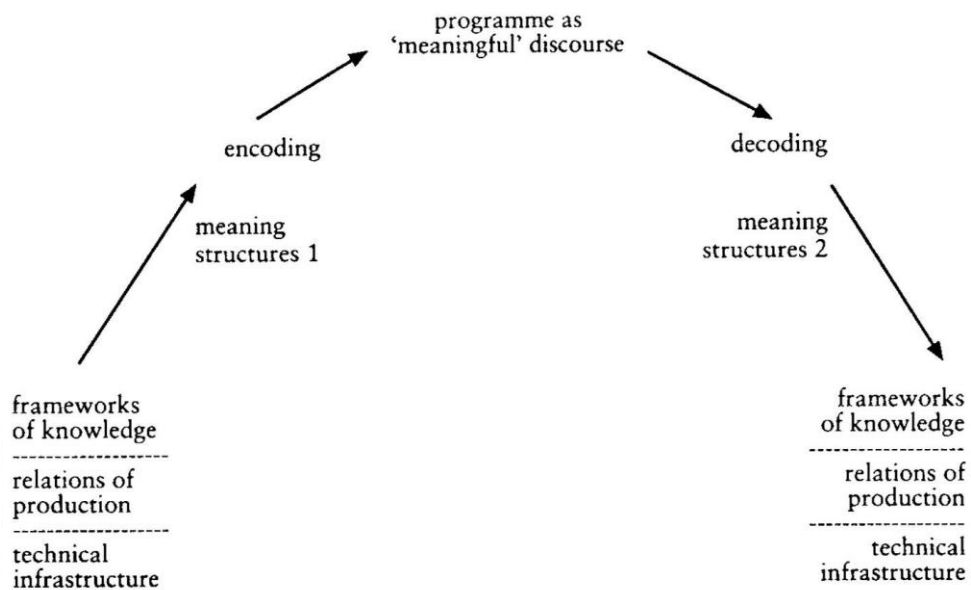 programme as
‘meaningful’ discourse
encoding
decoding
meaning
structures 1
meaning
structures 2
frameworks
of knowledge
relations of
production
technical
infrastructure
frameworks
of knowledge
relations of
production
technical
infrastructure